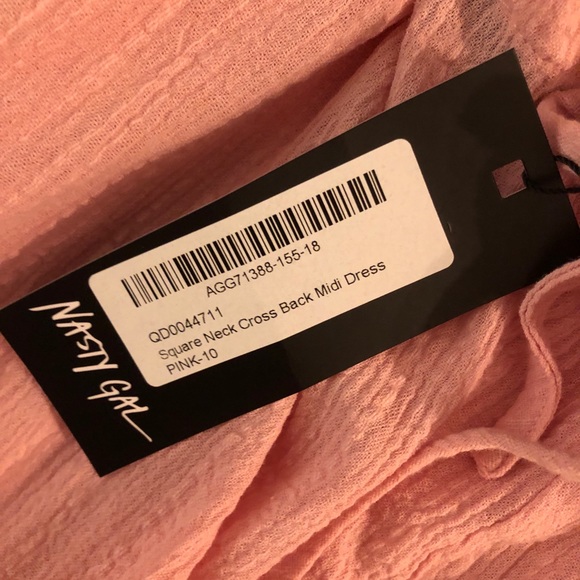 AGG71388-155-18
QD0044711
Square Neck Cross Back Midi Dress
PINK-10
NASTY GAL